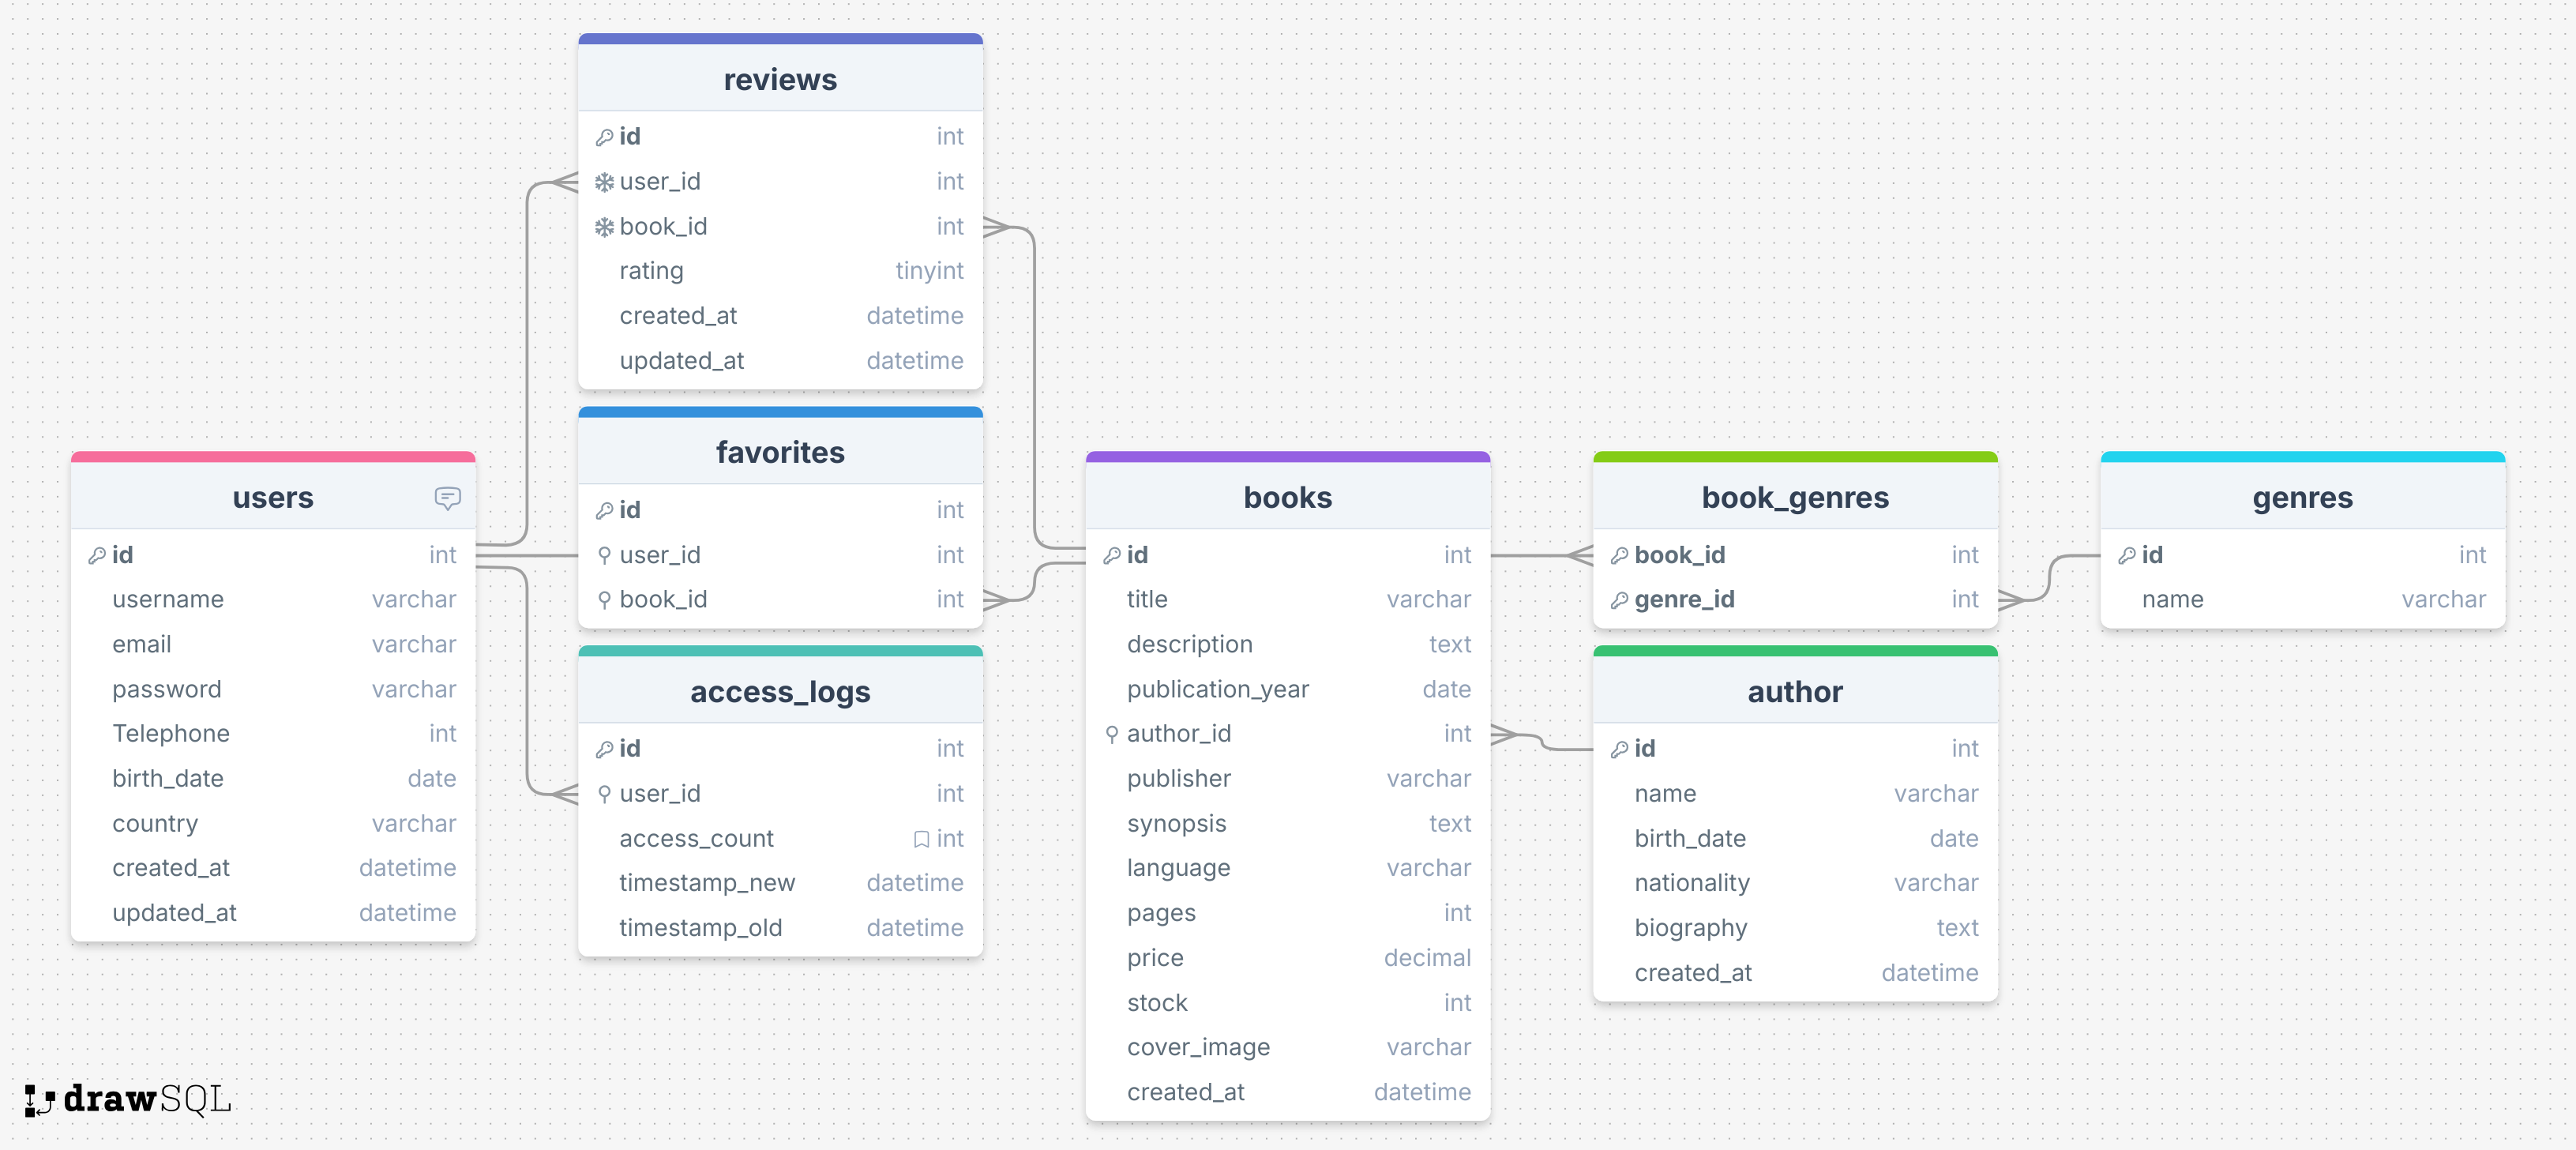 reviews
id int
user_id int
book_id int
rating tinyint
created_at datetime
updated_at datetime
favorites
id int
user_id int
book_id int
users
id int
username varchar
email varchar
password varchar
Telephone int
birth_date date
country varchar
created_at datetime
updated_at datetime
access_logs
id int
user_id int
access_count int
timestamp_new datetime
timestamp_old datetime
books
id int
title varchar
description text
publication_year date
author_id int
publisher varchar
synopsis text
language varchar
pages int
price decimal
stock int
cover_image varchar
created_at datetime
book_genres
book_id int
genre_id int
genres
id int
name varchar
author
id int
name varchar
birth_date date
nationality varchar
biography text
created_at datetime
drawSQL